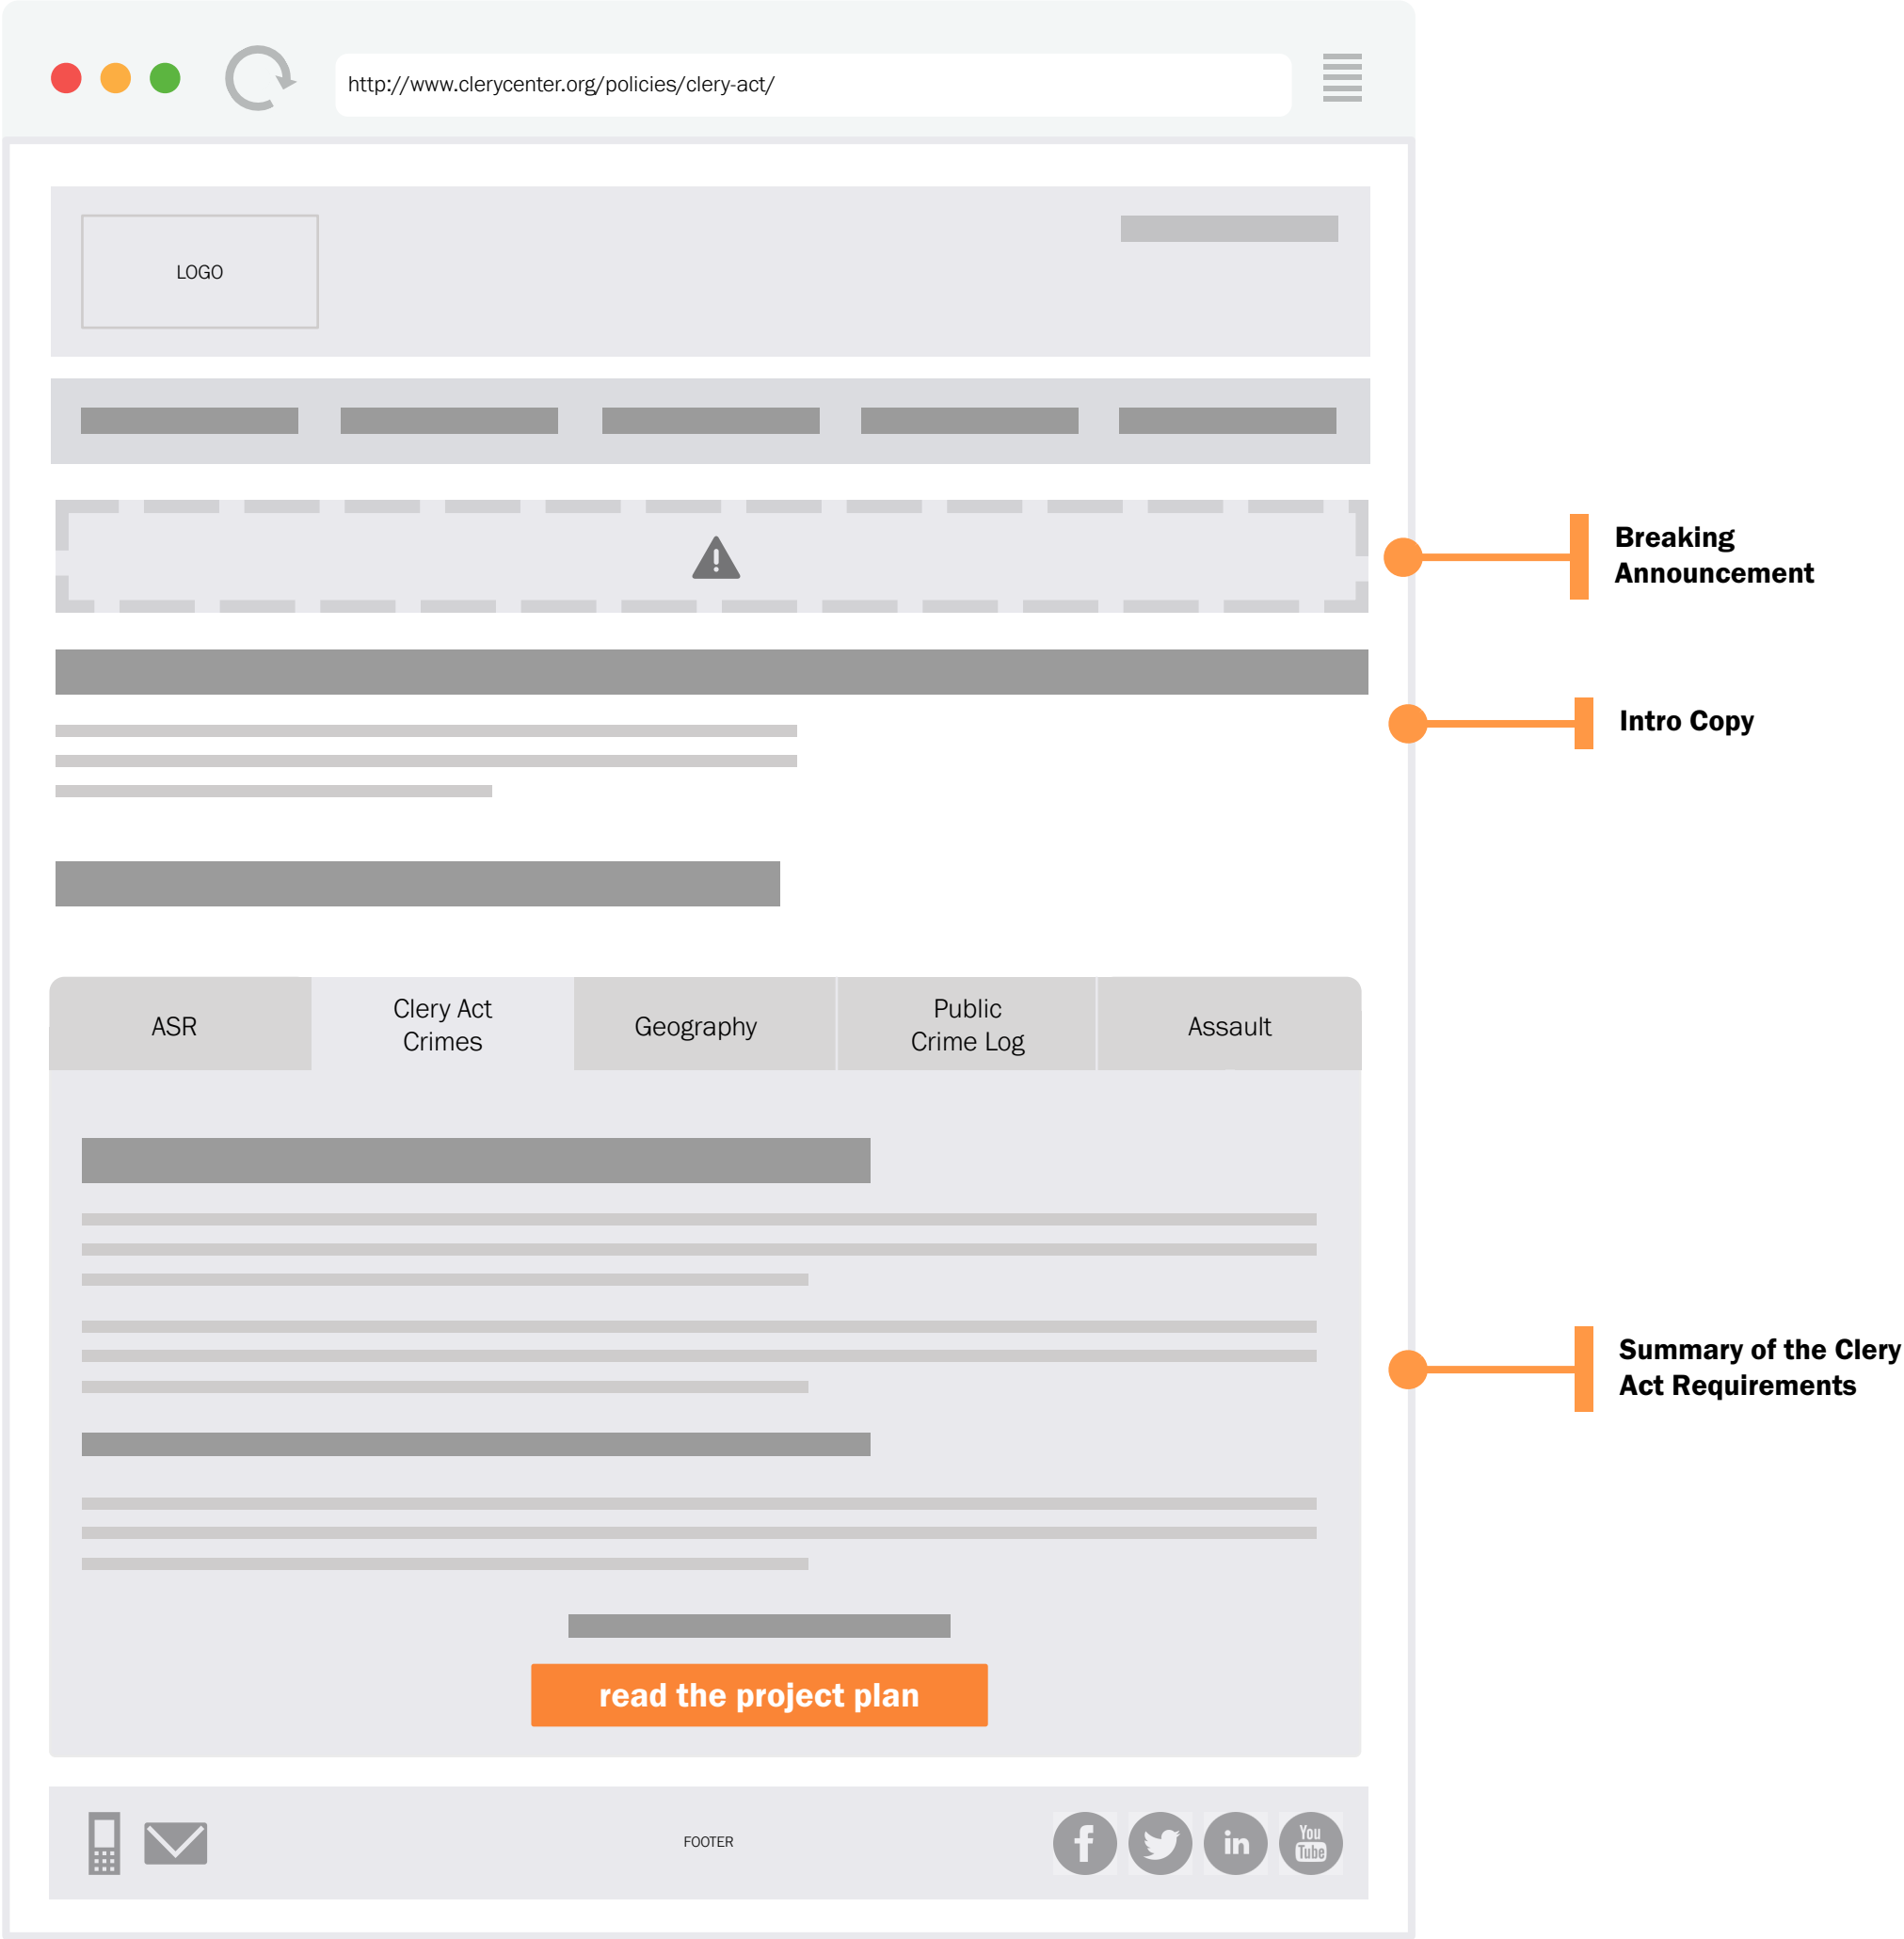 http://www.clerycenter.org/policies/clery-act/
LOGO
Breaking
Announcement
Intro Copy
ASR
Clery Act
Crimes
Geography
Public
Crime Log
Assault
Summary of the Clery
Act Requirements
read the project plan
FOOTER
f
in
You
Tube